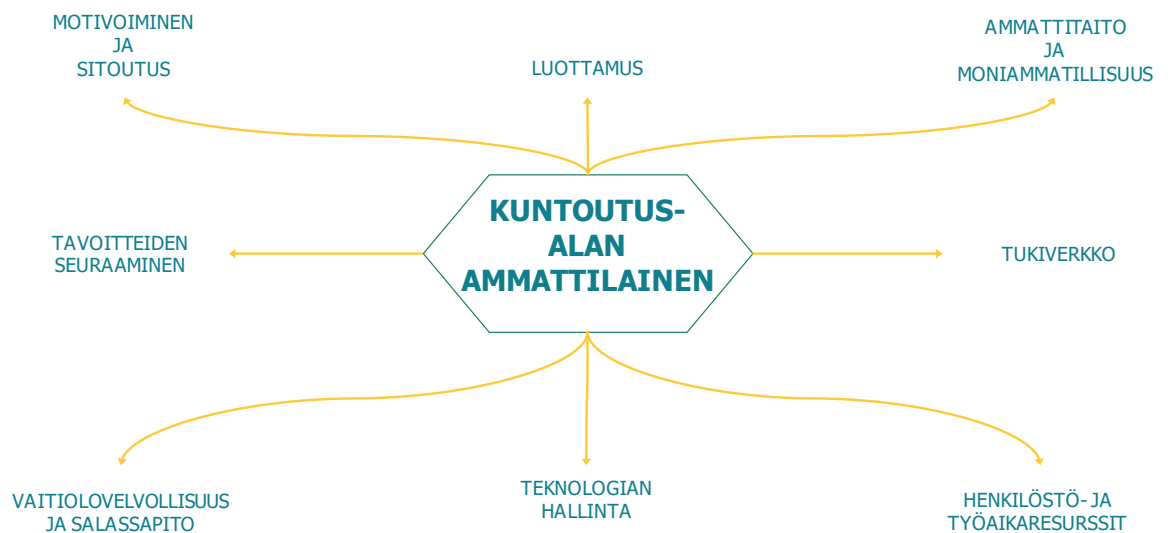 MOTIVOIMINEN
JA
SITOUTUS
LUOTTAMUS
AMMATTITAITO
JA
MONIAMMATILLISUUS
KUNTOUTUS-
ALAN
AMMATTILAINEN
TAVOITTEIDEN
SEURAAMINEN
TUKIVERKKO
VAITIOLOVELVOLLISUUS
JA SALASSAPITO
TEKNOLOGIAN
HALLINTA
HENKILÖSTÖ- JA
TYÖAIKARESURSSIT